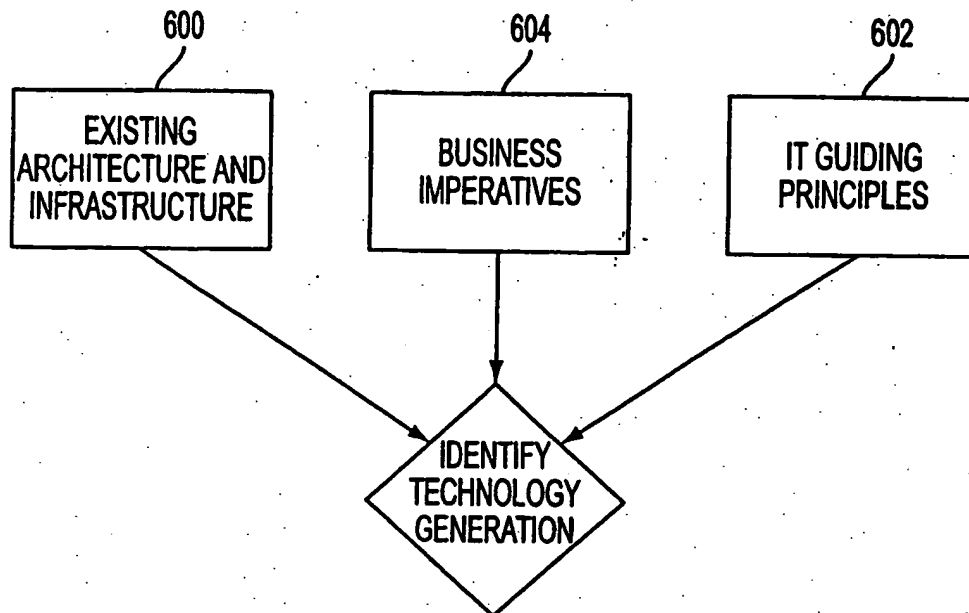 600
604
602
EXISTING
ARCHITECTURE AND
INFRASTRUCTURE
BUSINESS
IMPERATIVES
IT GUIDING
PRINCIPLES
IDENTIFY
TECHNOLOGY
GENERATION